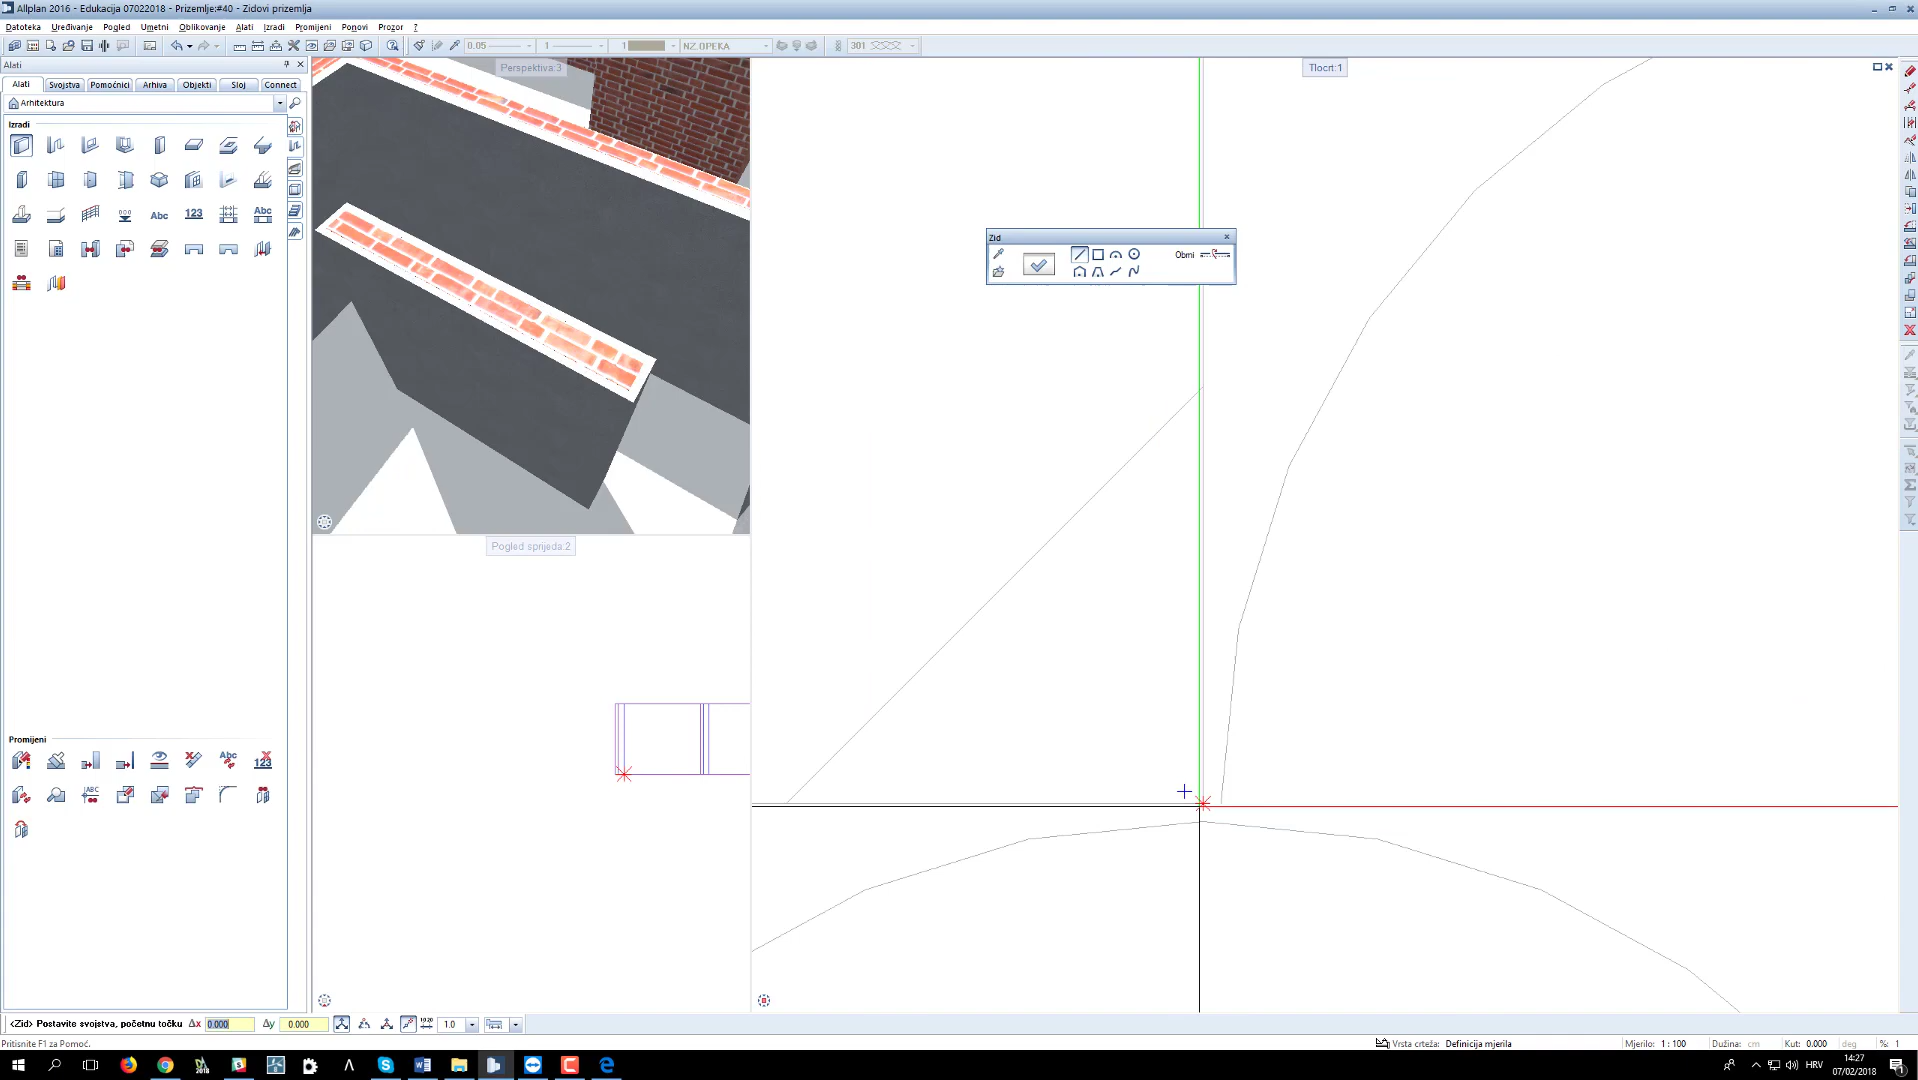 Allplan 2016 - Edukacija 07022018 - Prizemlje:#40 - Zidovi prizemlja
Datoteka Uređivanje Pogled Umetni Oblikovanje Alati Izradi Promijeni Ponovi Prozor ?
0.05 1 1 NZ.OPEKA 301
Alati
Alati Svojstva Pomoćnici Arhiva Objekti Sloj Connect
Arhitektura
Izradi
Abc 123 Abc
Promijeni
Abc 123
ABC
Perspektiva:3
Tlocrt:1
Zid
Obrni
Pogled sprijeda:2
<Zid> Postavite svojstva, početnu točku Δx 0.000 Δy 0.000 1.0
Pritisnite F1 za Pomoć.
Vrsta crteža: Definicija mjerila Mjerilo: 1 : 100 Dužina: cm Kut: 0.000 deg %: 1
2018
HRV
14:27
07/02/2018